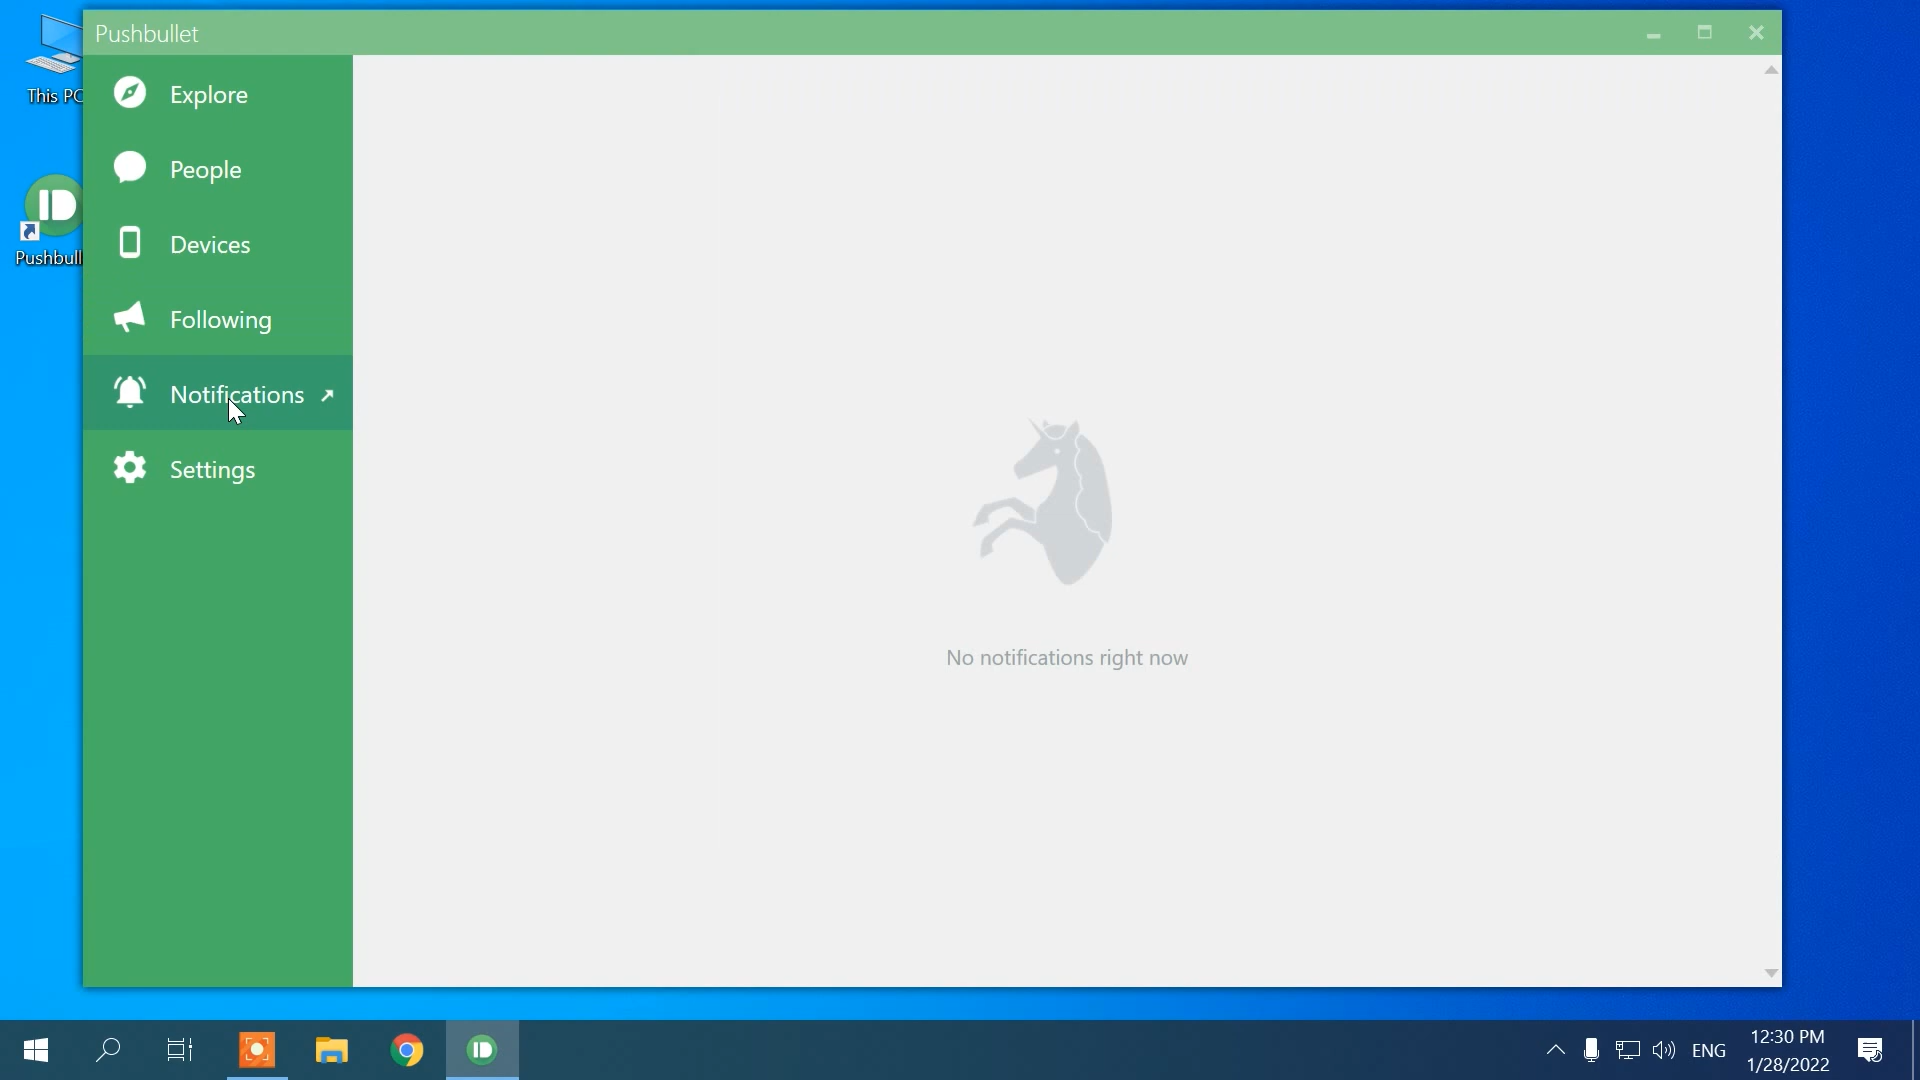 Pushbullet
This PC
Explore
People
Devices
Pushbull
Following
Notifications
Settings
No notifications right now
ENG
12:30 PM
1/28/2022